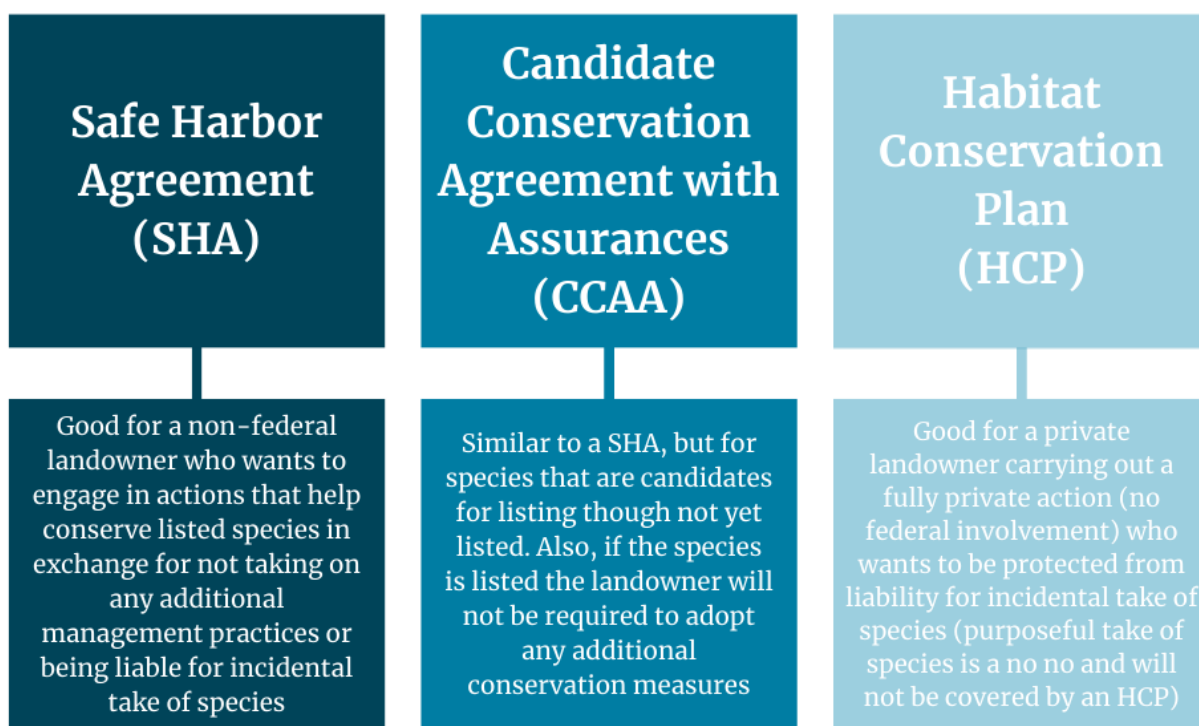 Safe Harbor
Agreement
(SHA)
Good for a non-federal
landowner who wants to
engage in actions that help
conserve listed species in
exchange for not taking on
any additional
management practices or
being liable for incidental
take of species
Candidate
Conservation
Agreement with
Assurances
(CCAA)
Similar to a SHA, but for
species that are candidates
for listing though not yet
listed. Also, if the species
is listed the landowner will
not be required to adopt
any additional
conservation measures
Habitat
Conservation
Plan
(HCP)
Good for a private
landowner carrying out a
fully private action (no
federal involvement) who
wants to be protected from
liability for incidental take of
species (purposeful take of
species is a no no and will
not be covered by an HCP)